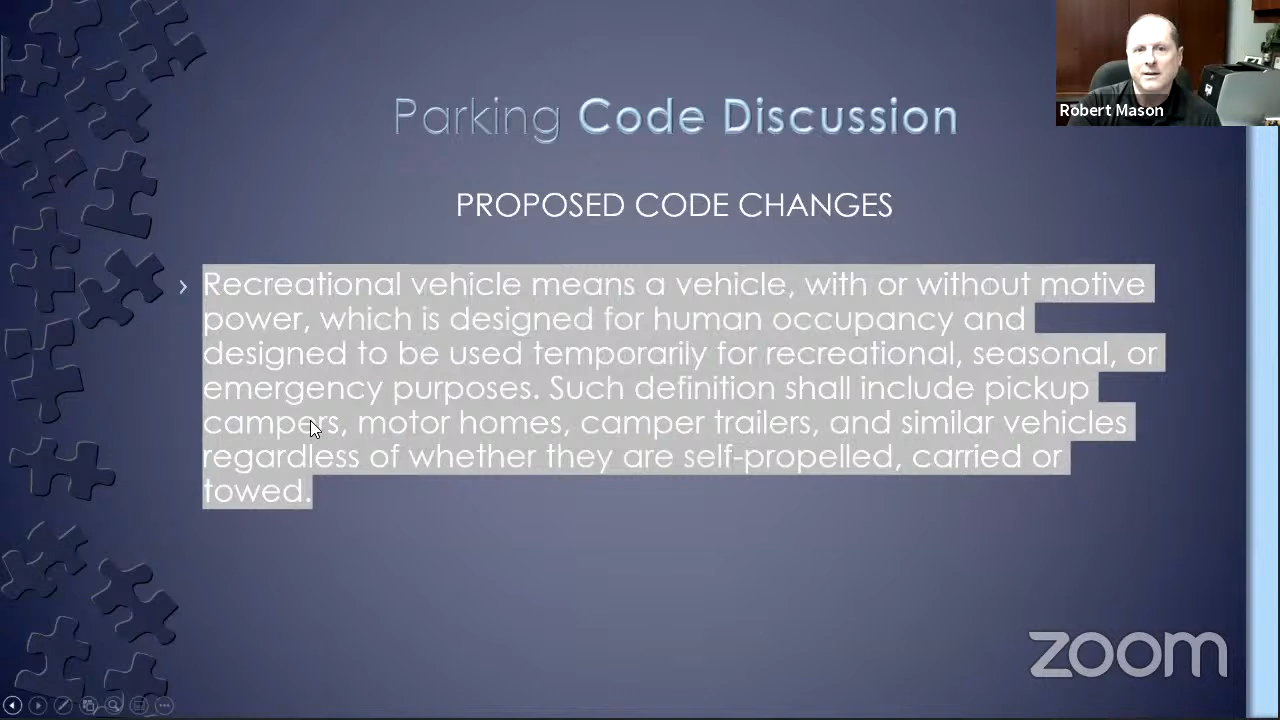 Robert Mason
Parking Code Discussion
PROPOSED CODE CHANGES
› Recreational vehicle means a vehicle, with or without motive
power, which is designed for human occupancy and
designed to be used temporarily for recreational, seasonal, or
emergency purposes. Such definition shall include pickup
campers, motor homes, camper trailers, and similar vehicles
regardless of whether they are self-propelled, carried or
towed.
zoom